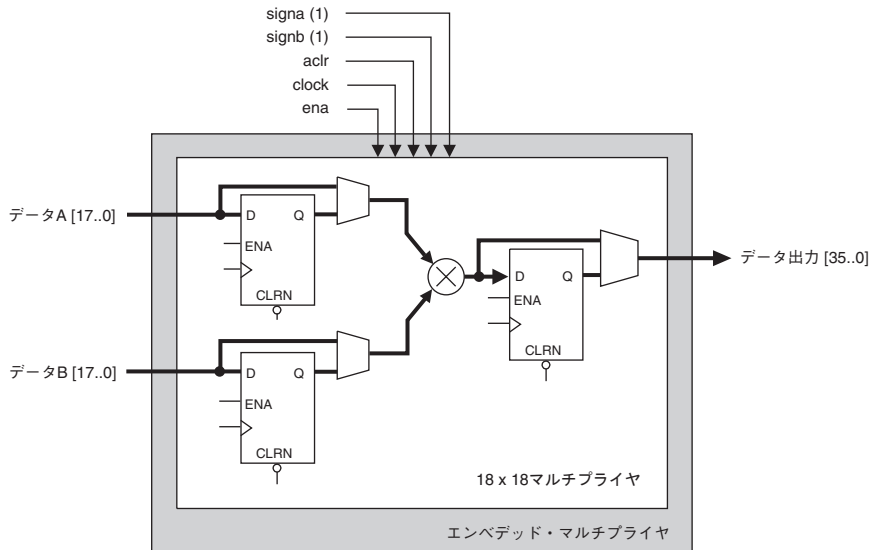 signa (1)
signb (1)
aclr
clock
ena
データA [17..0]
D Q
ENA
CLRN
データB [17..0]
D Q
ENA
CLRN
D Q
ENA
CLRN
データ出力 [35..0]
18 x 18マルチプライヤ
エンベデッド・マルチプライヤ